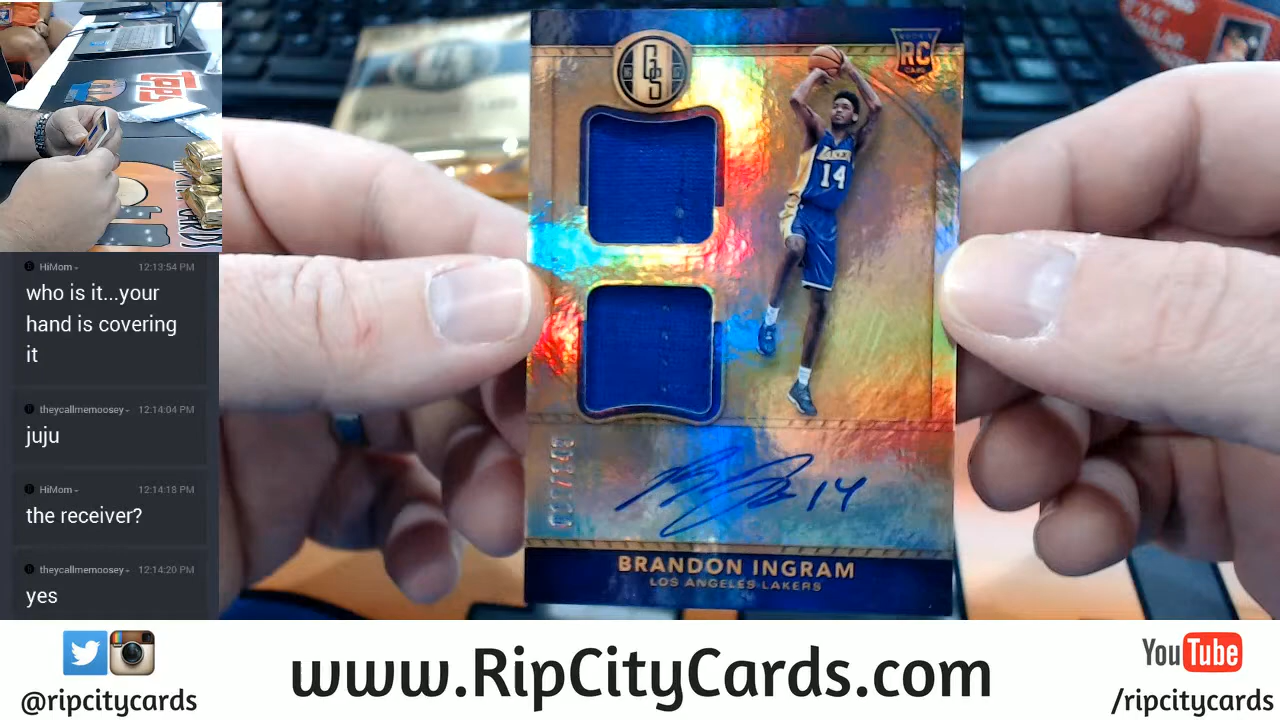 HiMom 12:13:54 PM
who is it...your
hand is covering
it
theycallmemoosey 12:14:04 PM
juju
HiMom 12:14:18 PM
the receiver?
theycallmemoosey 12:14:20 PM
yes
GS
RC
14
BRANDON INGRAM
LOS ANGELES LAKERS
www.RipCityCards.com
@ripcitycards
YouTube
/ripcitycards